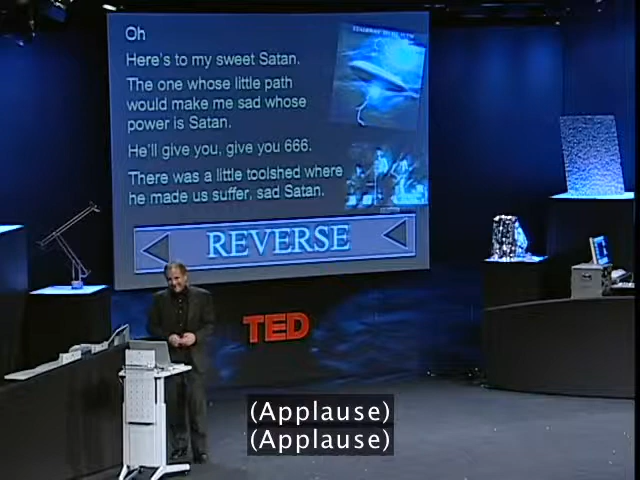 Oh
Here's to my sweet Satan.
The one whose little path
would make me sad whose
power is Satan.
He'll give you, give you 666.
There was a little toolshed where
he made us suffer, sad Satan.
REVERSE
TED
(Applause)
(Applause)